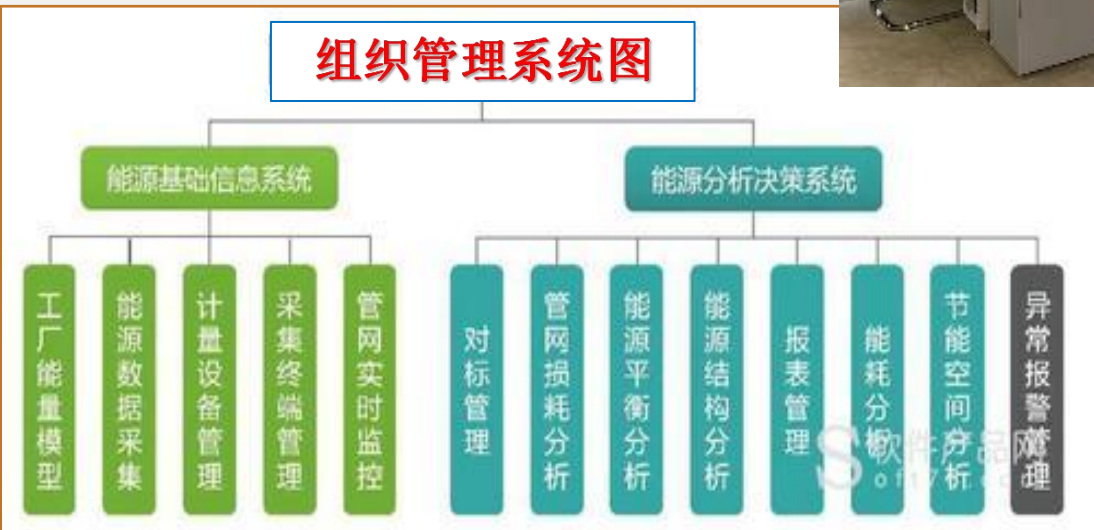 组织管理系统图
能源基础信息系统
能源分析决策系统
工厂能量模型
能源数据采集
计量设备管理
采集终端管理
管网实时监控
对标管理
管网损耗分析
能源平衡分析
能源结构分析
报表管理
能耗分析
节能空间分析
异常报警管理
软件产品网